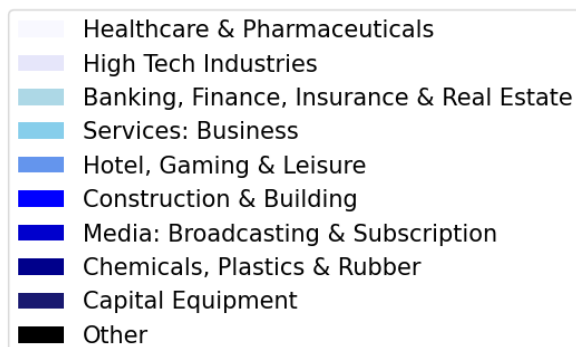 Healthcare & Pharmaceuticals
High Tech Industries
Banking, Finance, Insurance & Real Estate
Services: Business
Hotel, Gaming & Leisure
Construction & Building
Media: Broadcasting & Subscription
Chemicals, Plastics & Rubber
Capital Equipment
Other